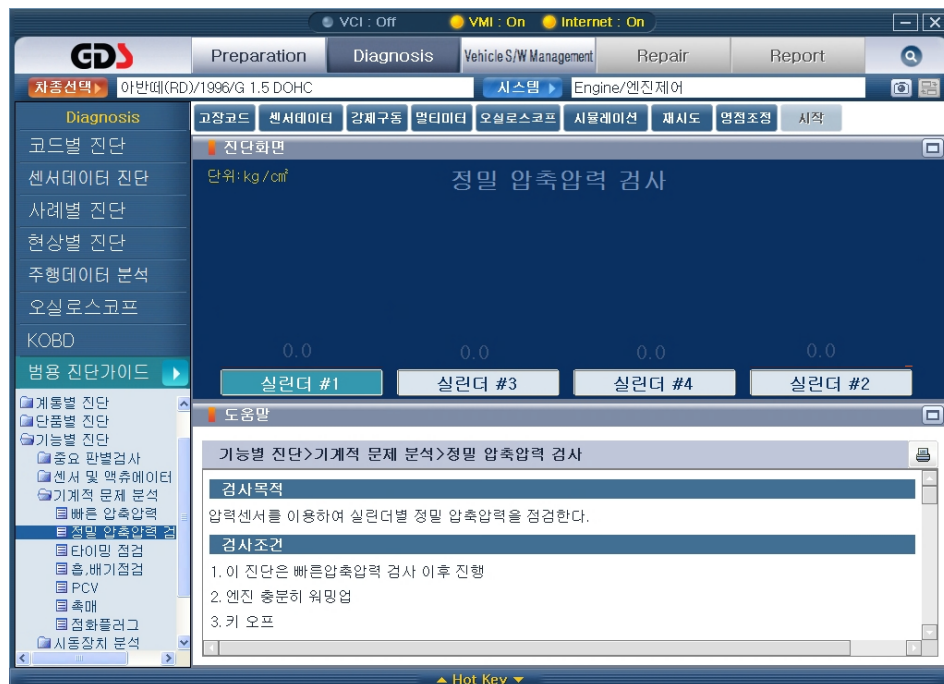 VCI : Off VMI : On Internet : On
GDS Preparation Diagnosis Vehicle S/W Management Repair Report
차종선택 아반떼(RD)/1996/G 1.5 DOHC 시스템 Engine/엔진제어
Diagnosis
고장코드 센서데이터 강제구동 멀티미터 오실로스코프 시뮬레이션 재시도 영점조정 시작
코드별 진단
센서데이터 진단
사례별 진단
현상별 진단
주행데이터 분석
오실로스코프
KOBD
범용 진단가이드
계통별 진단
단품별 진단
기능별 진단
중요 판별검사
센서 및 액츄에이터
기계적 문제 분석
빠른 압축압력
정밀 압축압력 검
타이밍 점검
흡,배기점검
PCV
촉매
점화플러그
시동장치 분석
진단화면
단위:kg/㎠
정밀 압축압력 검사
0.0 0.0 0.0 0.0
실린더 #1 실린더 #3 실린더 #4 실린더 #2
도움말
기능별 진단>기계적 문제 분석>정밀 압축압력 검사
검사목적
압력센서를 이용하여 실린더별 정밀 압축압력을 점검한다.
검사조건
1. 이 진단은 빠른압축압력 검사 이후 진행
2. 엔진 충분히 워밍업
3. 키 오프
Hot Key